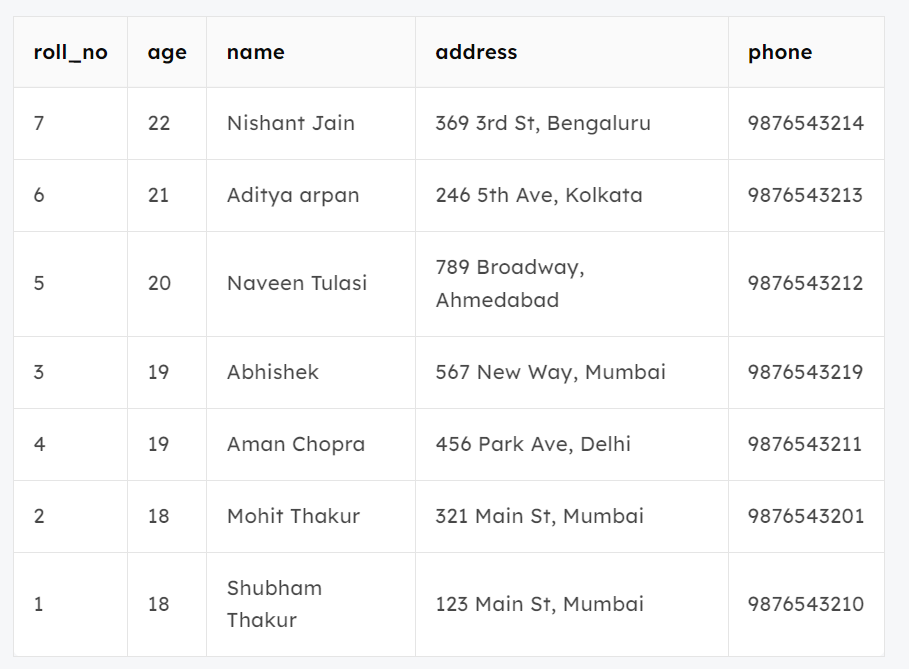 roll_no age name address phone
7 22 Nishant Jain 369 3rd St, Bengaluru 9876543214
6 21 Aditya arpan 246 5th Ave, Kolkata 9876543213
5 20 Naveen Tulasi 789 Broadway,
Ahmedabad 9876543212
3 19 Abhishek 567 New Way, Mumbai 9876543219
4 19 Aman Chopra 456 Park Ave, Delhi 9876543211
2 18 Mohit Thakur 321 Main St, Mumbai 9876543201
1 18 Shubham
Thakur 123 Main St, Mumbai 9876543210